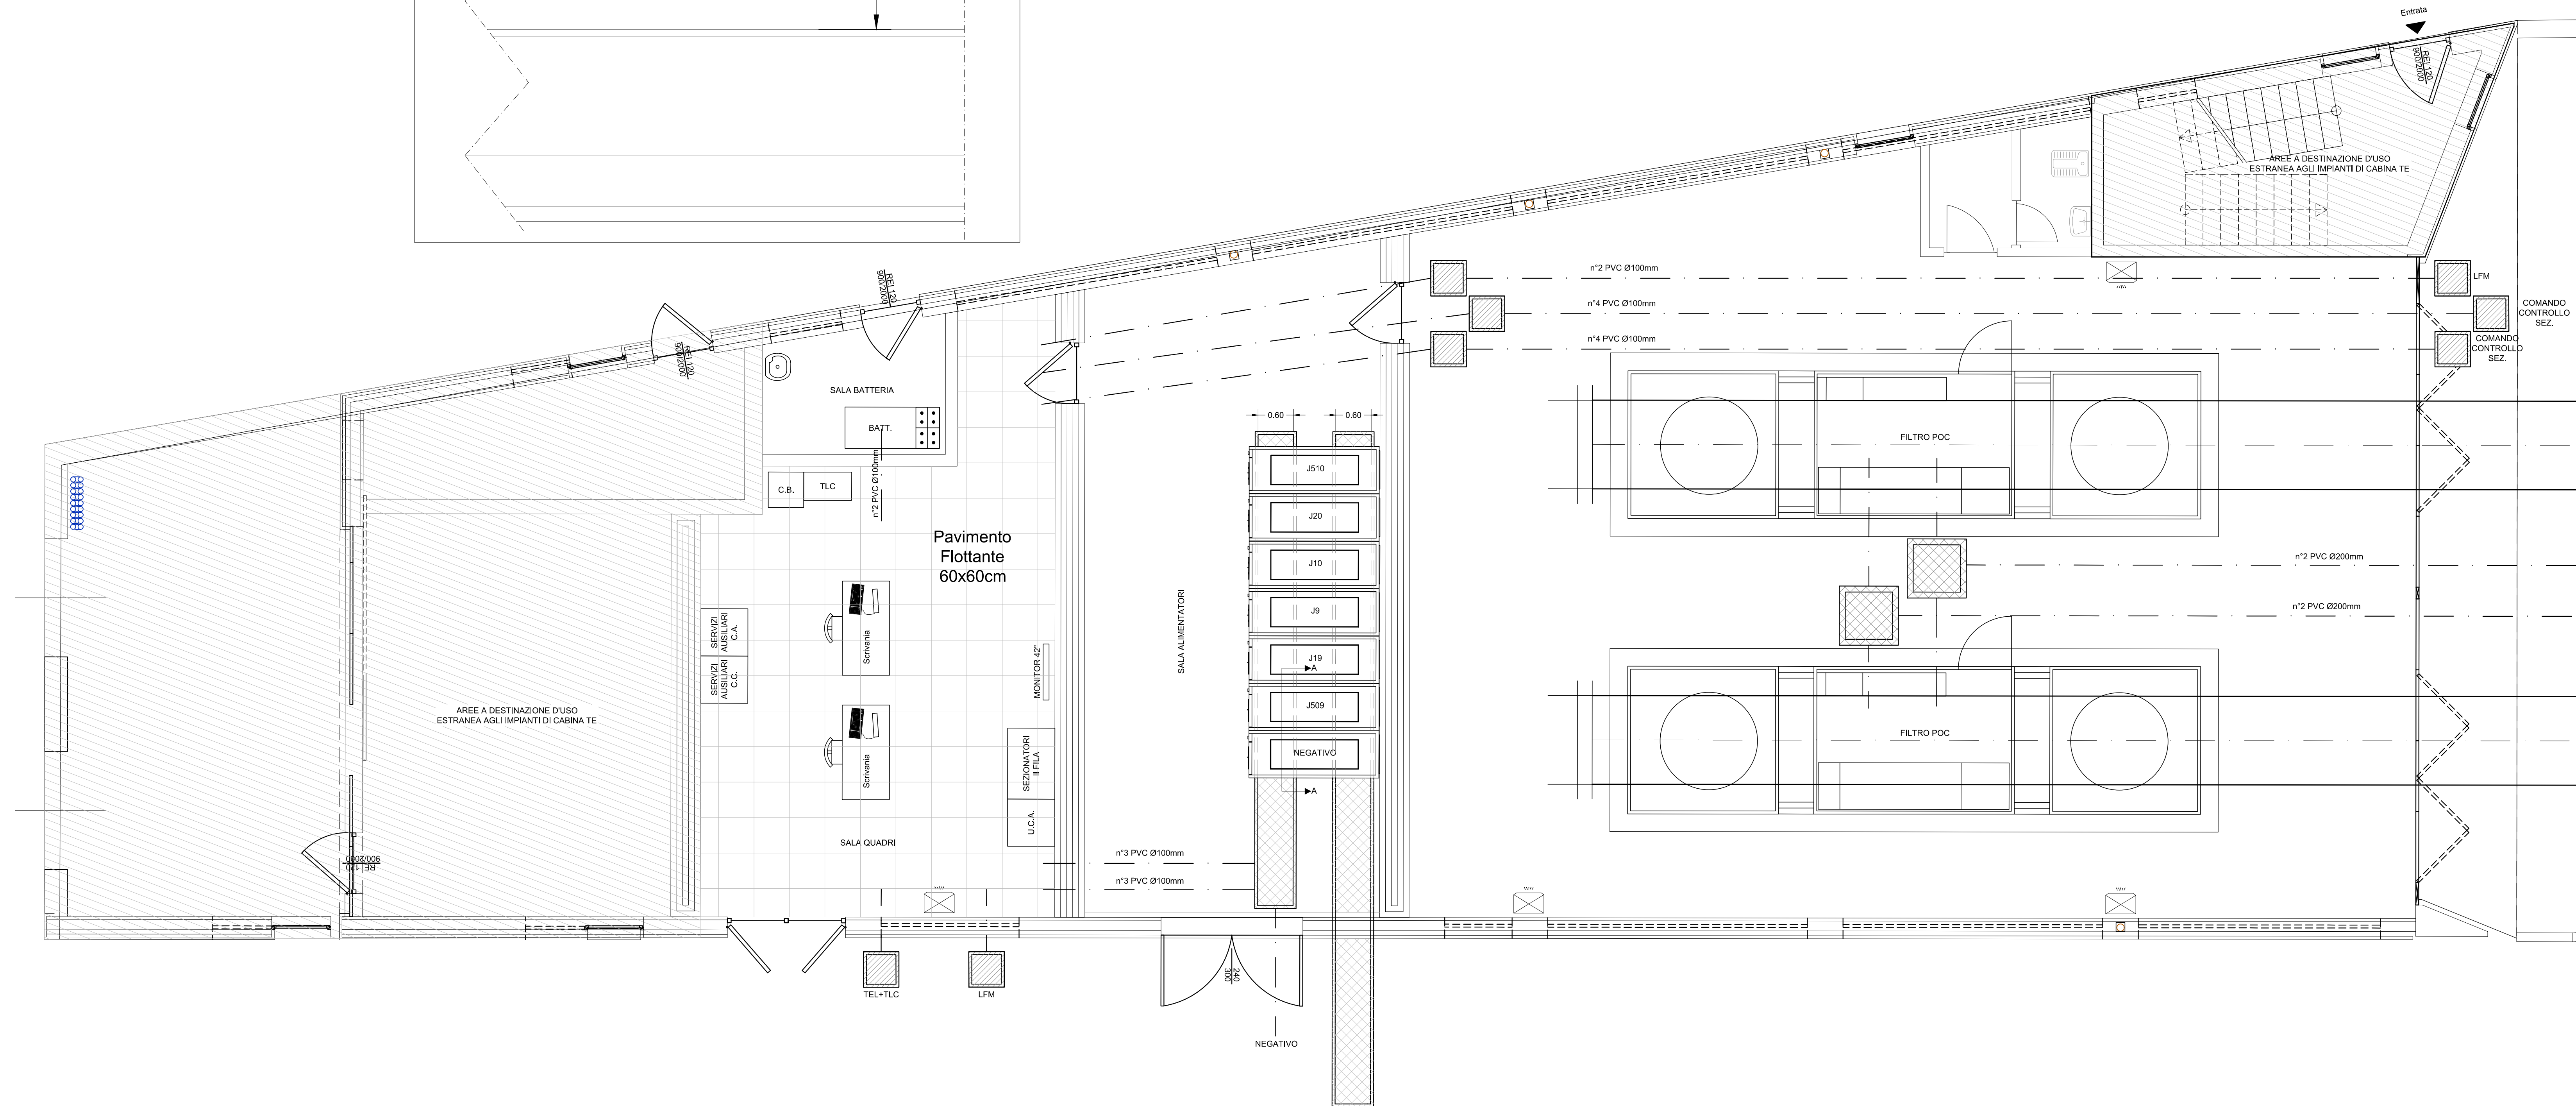 Entrata
REI 120
900/2000
AREE A DESTINAZIONE D'USO
ESTRANEA AGLI IMPIANTI DI CABINA TE
n°2 PVC Ø100mm
LFM
n°4 PVC Ø100mm
COMANDO
CONTROLLO
SEZ.
n°4 PVC Ø100mm
COMANDO
CONTROLLO
SEZ.
REI 120
900/2000
REI 120
900/2000
SALA BATTERIA
BATT.
n°2 PVC Ø100mm
C.B.
TLC
0.60
0.60
FILTRO POC
J510
J20
J10
J9
J19
J509
NEGATIVO
A
A
Pavimento
Flottante
60x60cm
n°2 PVC Ø200mm
n°2 PVC Ø200mm
SERVIZI
AUSILIARI
C.A.
SERVIZI
AUSILIARI
C.C.
Scrivania
Scrivania
MONITOR 42"
SALA ALIMENTATORI
AREE A DESTINAZIONE D'USO
ESTRANEA AGLI IMPIANTI DI CABINA TE
FILTRO POC
SEZIONATORI
II FILA
U.C.A.
SALA QUADRI
REI 120
900/2000
n°3 PVC Ø100mm
n°3 PVC Ø100mm
240
300
TEL+TLC
LFM
NEGATIVO